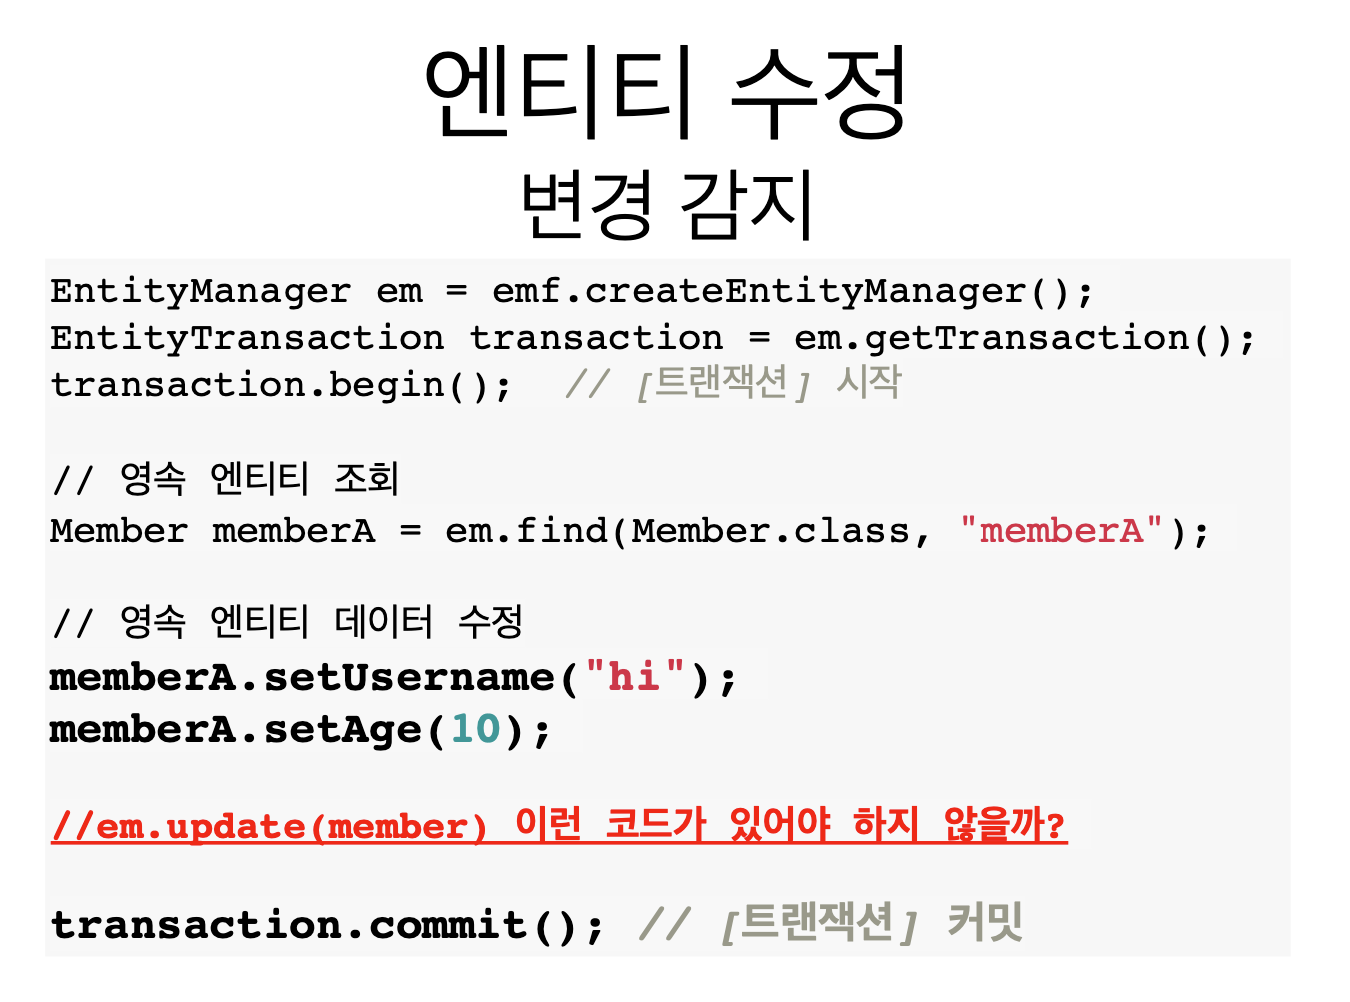 엔티티 수정
변경 감지
EntityManager em = emf.createEntityManager();
EntityTransaction transaction = em.getTransaction();
transaction.begin(); // [트랜잭션] 시작
// 영속 엔티티 조회
Member memberA = em.find(Member.class, "memberA");
// 영속 엔티티 데이터 수정
memberA.setUsername("hi");
memberA.setAge(10);
//em.update(member) 이런 코드가 있어야 하지 않을까?
transaction.commit(); // [트랜잭션] 커밋